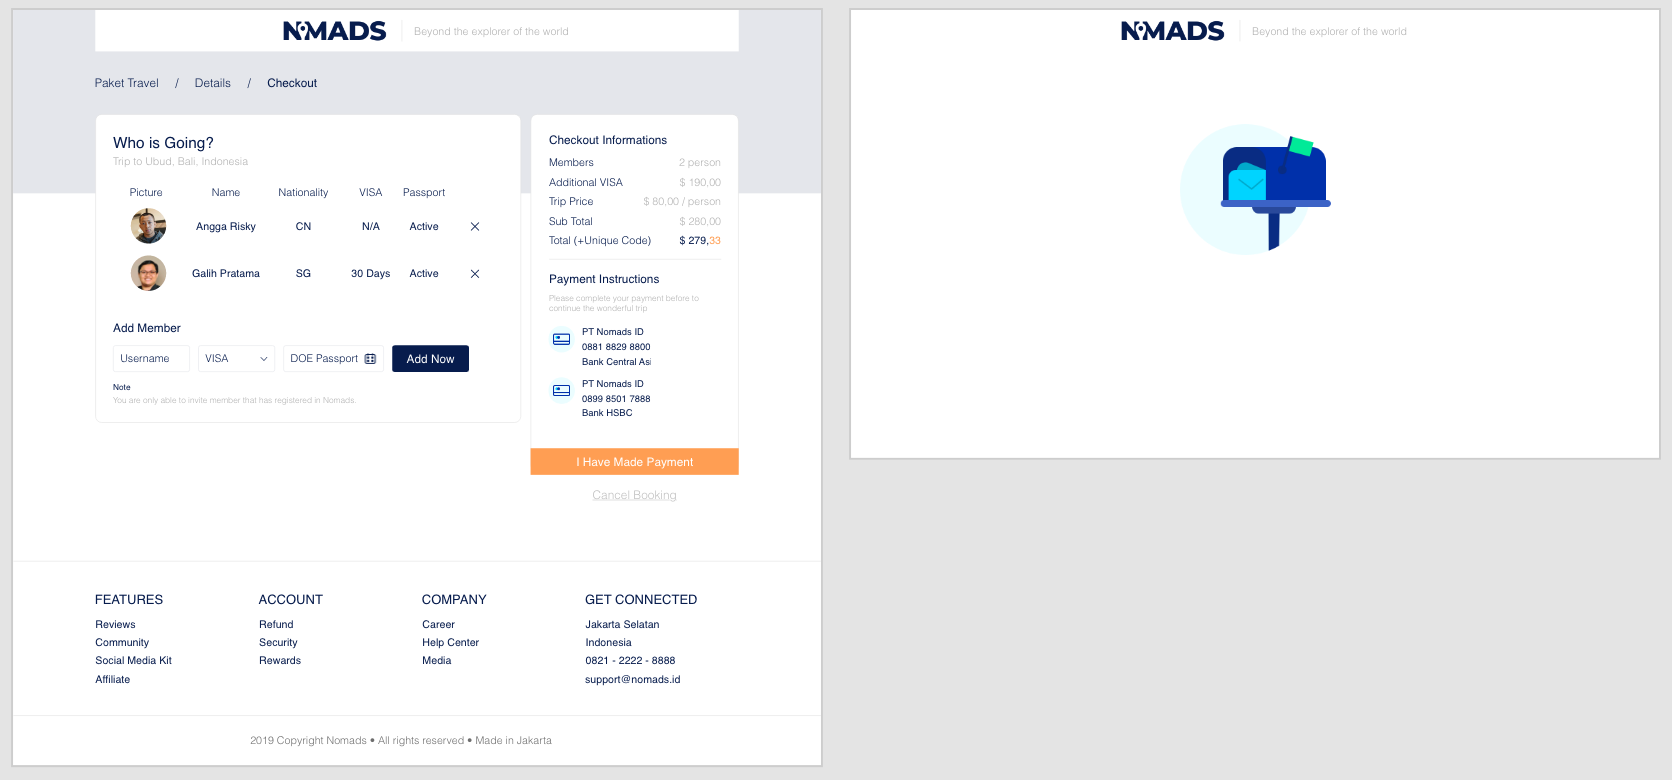 NOMADS Beyond the explorer of the world
Paket Travel / Details / Checkout
Who is Going?
Trip to Ubud, Bali, Indonesia
Picture Name Nationality VISA Passport
Angga Risky CN N/A Active
Galih Pratama SG 30 Days Active
Add Member
Username VISA DOE Passport Add Now
Note
You are only able to invite member that has registered in Nomads.
Checkout Informations
Members 2 person
Additional VISA $ 190,00
Trip Price $ 80,00 / person
Sub Total $ 280,00
Total (+Unique Code) $ 279,33
Payment Instructions
Please complete your payment before to
continue the wonderful trip
PT Nomads ID
0881 8829 8800
Bank Central Asi
PT Nomads ID
0899 8501 7888
Bank HSBC
I Have Made Payment
Cancel Booking
FEATURES
Reviews
Community
Social Media Kit
Affiliate
ACCOUNT
Refund
Security
Rewards
COMPANY
Career
Help Center
Media
GET CONNECTED
Jakarta Selatan
Indonesia
0821 - 2222 - 8888
support@nomads.id
2019 Copyright Nomads • All rights reserved • Made in Jakarta
NOMADS Beyond the explorer of the world